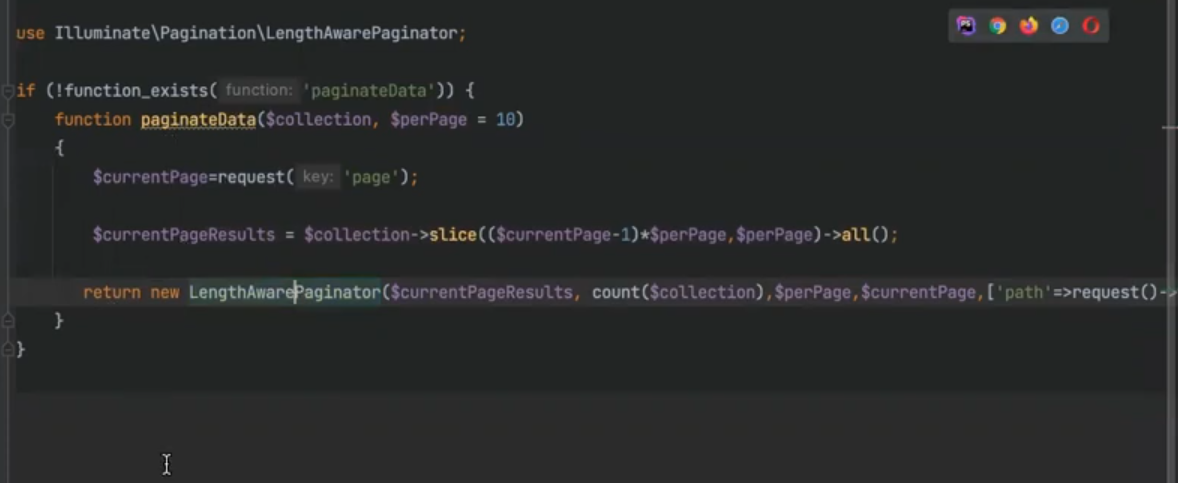 use Illuminate\Pagination\LengthAwarePaginator;
if (!function_exists( function: 'paginateData')) {
function paginateData($collection, $perPage = 10)
{
$currentPage=request( key: 'page');
$currentPageResults = $collection->slice(($currentPage-1)*$perPage,$perPage)->all();
return new LengthAwarePaginator($currentPageResults, count($collection),$perPage,$currentPage,['path'=>request()->
}
}